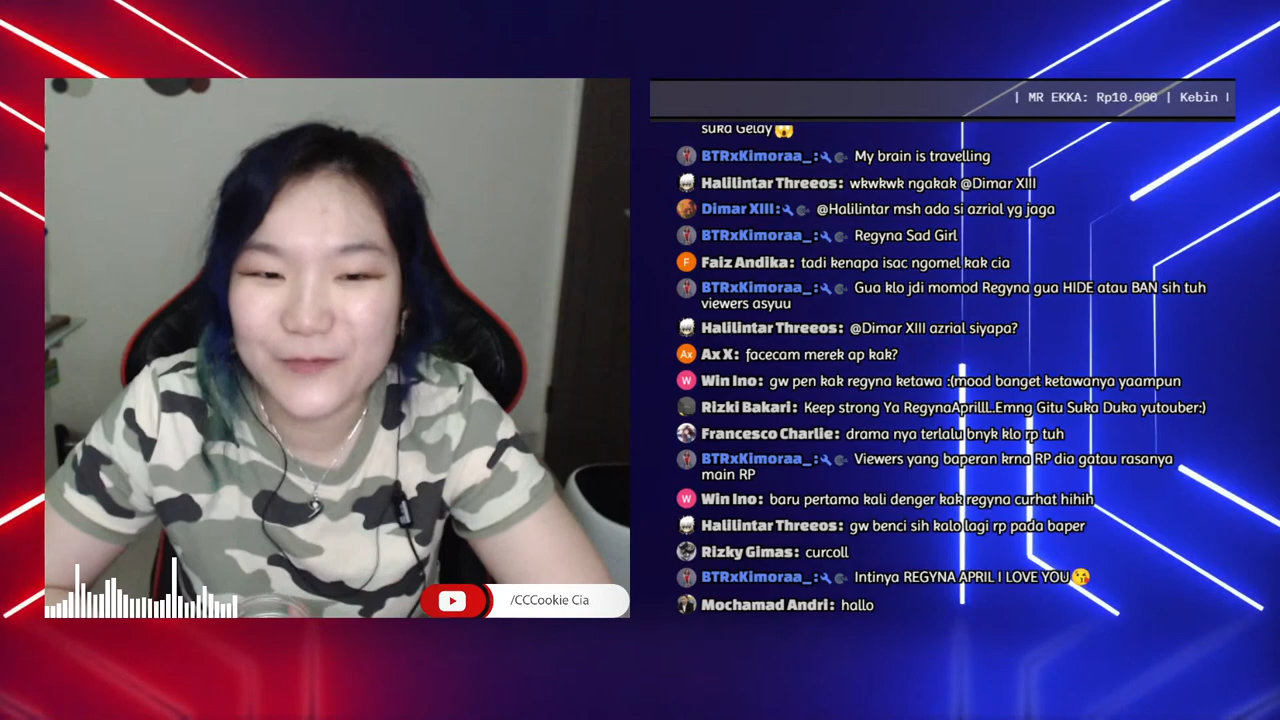 | MR EKKA: Rp10.000 | Kebin
suka Gelay😱
BTRxKimoraa_: My brain is travelling
Halilintar Threeos: wkwkwk ngakak @Dimar XIII
Dimar XIII: @Halilintar msh ada si azrial yg jaga
BTRxKimoraa_: Regyna Sad Girl
F Faiz Andika: tadi kenapa isac ngomel kak cia
BTRxKimoraa_: Gua klo jdi momod Regyna gua HIDE atau BAN sih tuh
viewers asyuu
Halilintar Threeos: @Dimar XIII azrial siyapa?
Ax Ax X: facecam merek ap kak?
W Win Ino: gw pen kak regyna ketawa :(mood banget ketawanya yaampun
Rizki Bakari: Keep strong Ya RegynaAprilIL.Emng Gitu Suka Duka yutouber:)
Francesco Charlie: drama nya terlalu bnyk klo rp tuh
BTRxKimoraa_: Viewers yang baperan krna RP dia gatau rasanya
main RP
W Win Ino: baru pertama kali denger kak regyna curhat hihih
Halilintar Threeos: gw benci sih kalo lagi rp pada baper
Rizky Gimas: curcoll
BTRxKimoraa_: Intinya REGYNA APRIL I LOVE YOU😘
Mochamad Andri: hallo
/CCCookie Cia